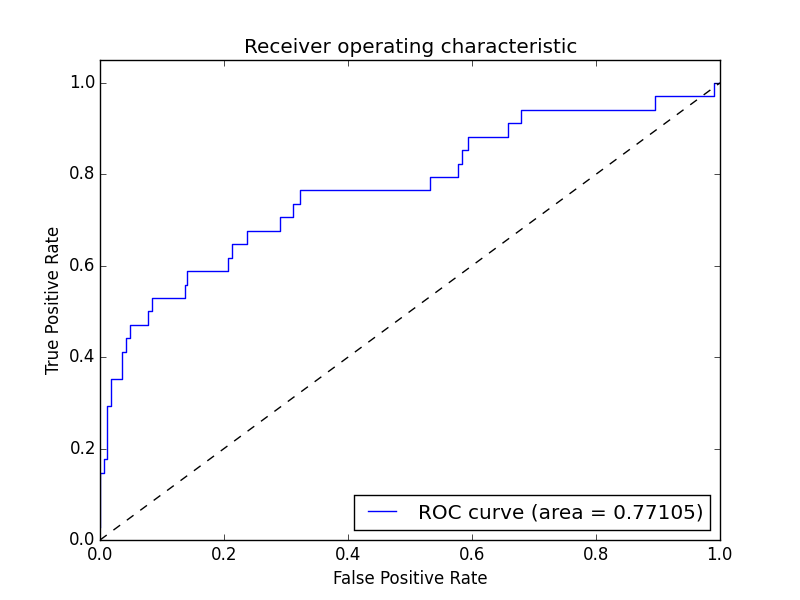 Receiver operating characteristic
True Positive Rate
1.0
0.8
0.6
0.4
0.2
0.0
ROC curve (area = 0.77105)
0.0 0.2 0.4 0.6 0.8 1.0
False Positive Rate